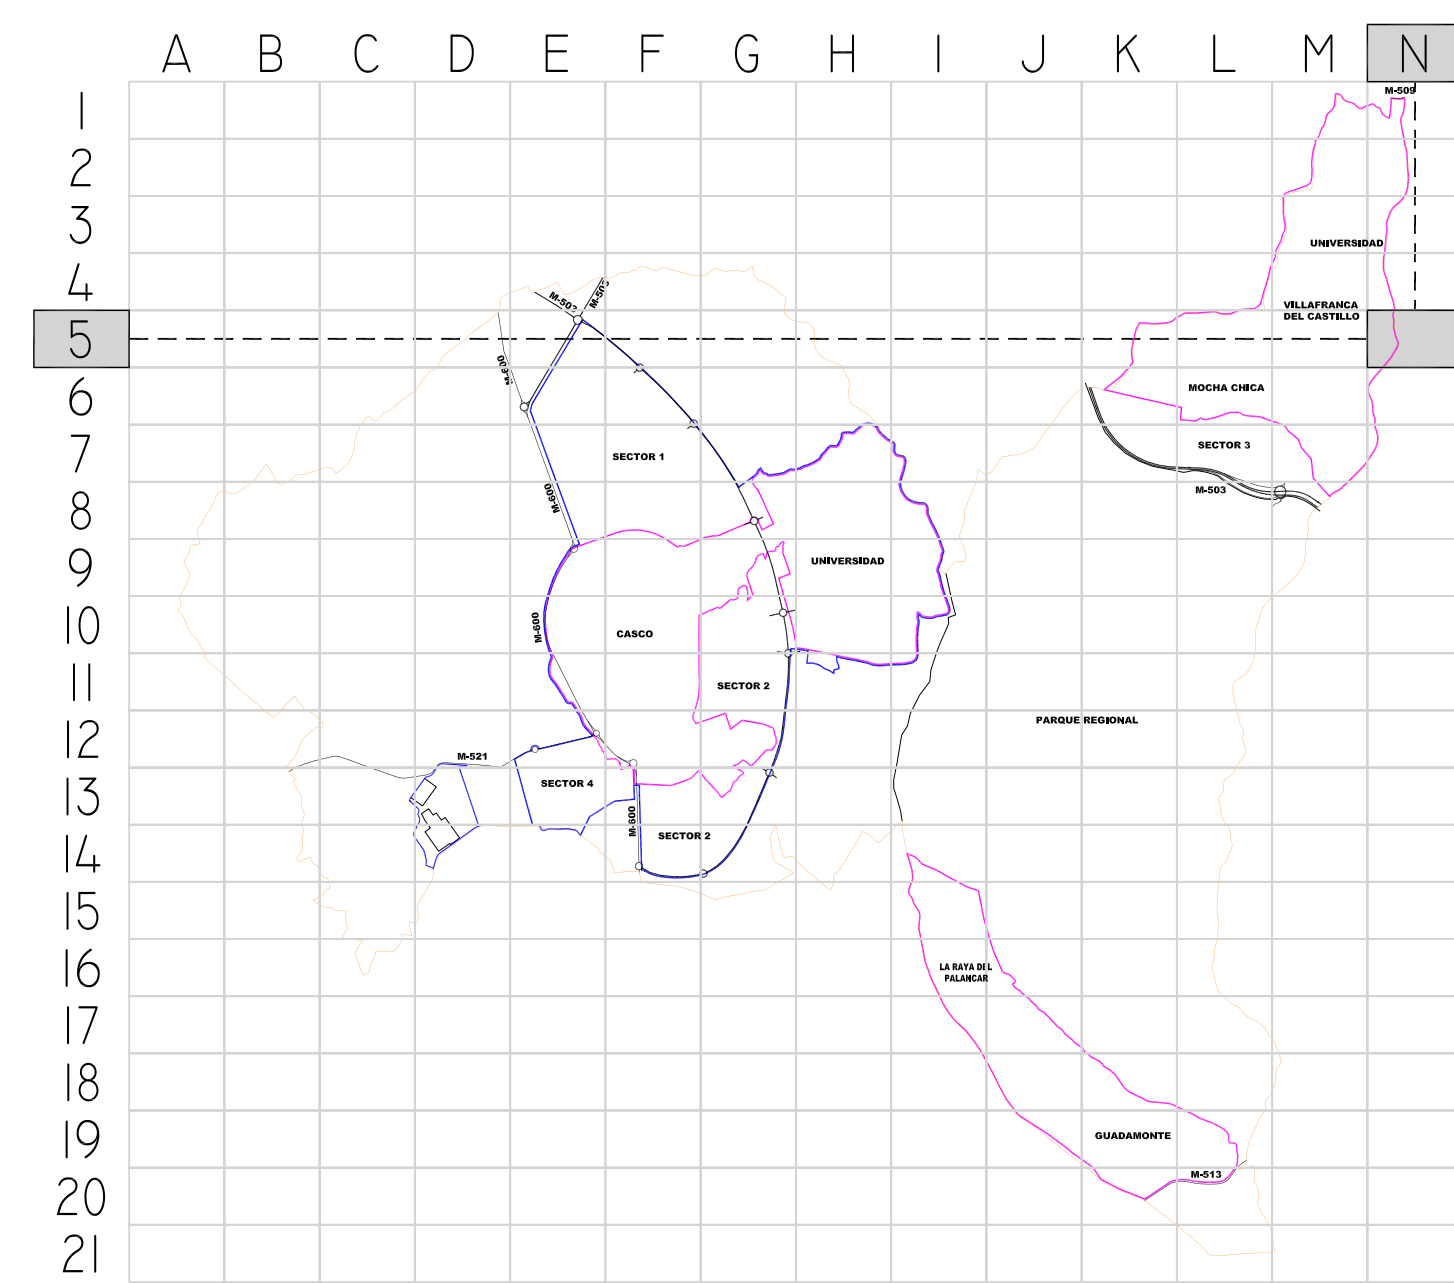 A B C D E F G H I J K L M N
1
M-509
2
3
UNIVERSIDAD
4
M-503
M-503
VILLAFRANCA
DEL CASTILLO
5
M-600
6
MOCHA CHICA
7
SECTOR 1
SECTOR 3
8
M-600
M-503
9
UNIVERSIDAD
10
M-600
CASCO
11
SECTOR 2
12
PARQUE REGIONAL
M-521
13
SECTOR 4
M-600
SECTOR 2
14
15
16
LA RAYA DEL
PALANCAR
17
18
19
GUADAMONTE
20
M-513
21